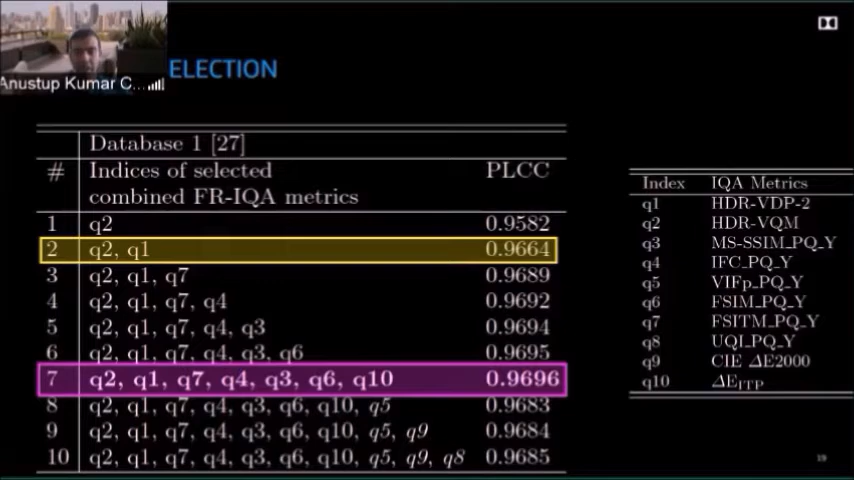 Anustup Kumar C...
ELECTION
Database 1 [27]
# Indices of selected combined FR-IQA metrics PLCC
1 q2 0.9582
2 q2, q1 0.9664
3 q2, q1, q7 0.9689
4 q2, q1, q7, q4 0.9692
5 q2, q1, q7, q4, q3 0.9694
6 q2, q1, q7, q4, q3, q6 0.9695
7 q2, q1, q7, q4, q3, q6, q10 0.9696
8 q2, q1, q7, q4, q3, q6, q10, q5 0.9683
9 q2, q1, q7, q4, q3, q6, q10, q5, q9 0.9684
10 q2, q1, q7, q4, q3, q6, q10, q5, q9, q8 0.9685
Index IQA Metrics
q1 HDR-VDP-2
q2 HDR-VQM
q3 MS-SSIM_PQ_Y
q4 IFC_PQ_Y
q5 VIFp_PQ_Y
q6 FSIM_PQ_Y
q7 FSITM_PQ_Y
q8 UQI_PQ_Y
q9 CIE ΔE2000
q10 ΔE_ITP
19